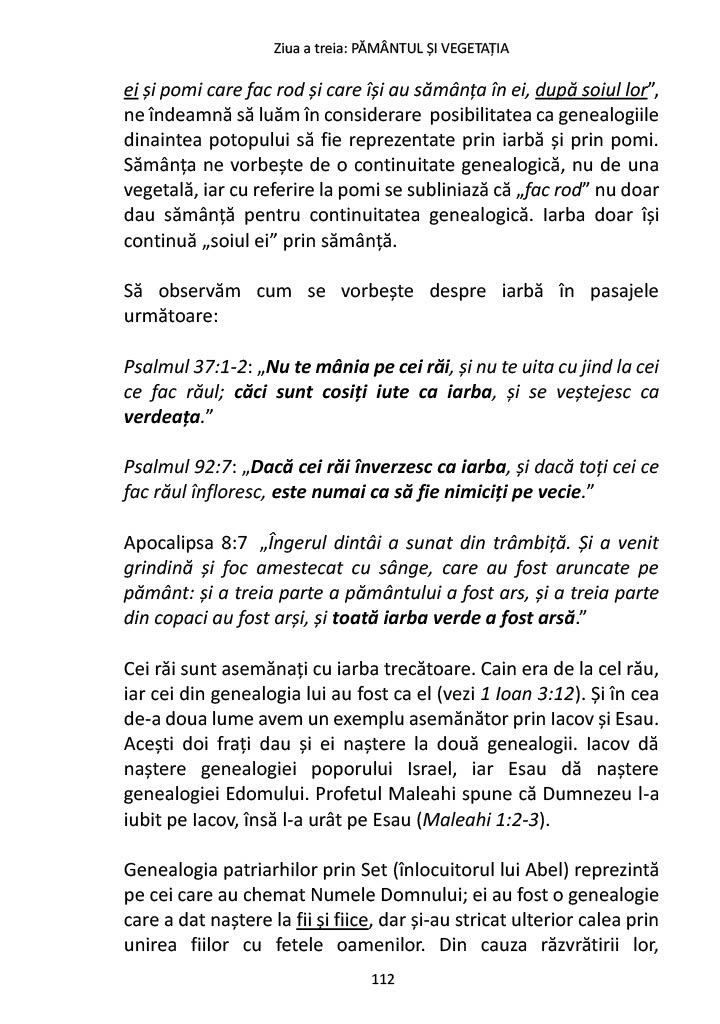 Ziua a treia: PĂMÂNTUL ȘI VEGETAȚIA
ei și pomi care fac rod și care își au sămânța în ei, după soiul lor”,
ne îndeamnă să luăm în considerare posibilitatea ca genealogiile
dinaintea potopului să fie reprezentate prin iarbă și prin pomi.
Sămânța ne vorbește de o continuitate genealogică, nu de una
vegetală, iar cu referire la pomi se subliniază că „fac rod” nu doar
dau sămânță pentru continuitatea genealogică. Iarba doar își
continuă „soiul ei” prin sămânță.
Să observăm cum se vorbește despre iarbă în pasajele
următoare:
Psalmul 37:1-2: „Nu te mânia pe cei răi, și nu te uita cu jind la cei
ce fac răul; căci sunt cosiți iute ca iarba, și se veștejesc ca
verdeața.”
Psalmul 92:7: „Dacă cei răi înverzesc ca iarba, și dacă toți cei ce
fac răul înfloresc, este numai ca să fie nimiciți pe vecie.”
Apocalipsa 8:7 „Îngerul dintâi a sunat din trâmbiță. Și a venit
grindină și foc amestecat cu sânge, care au fost aruncate pe
pământ: și a treia parte a pământului a fost ars, și a treia parte
din copaci au fost arși, și toată iarba verde a fost arsă.”
Cei răi sunt asemănați cu iarba trecătoare. Cain era de la cel rău,
iar cei din genealogia lui au fost ca el (vezi 1 Ioan 3:12). Și în cea
de-a doua lume avem un exemplu asemănător prin Iacov și Esau.
Acești doi frați dau și ei naștere la două genealogii. Iacov dă
naștere genealogiei poporului Israel, iar Esau dă naștere
genealogiei Edomului. Profetul Maleahi spune că Dumnezeu l-a
iubit pe Iacov, însă l-a urât pe Esau (Maleahi 1:2-3).
Genealogia patriarhilor prin Set (înlocuitorul lui Abel) reprezintă
pe cei care au chemat Numele Domnului; ei au fost o genealogie
care a dat naștere la fii și fiice, dar și-au stricat ulterior calea prin
unirea fiilor cu fetele oamenilor. Din cauza răzvrătirii lor,
112